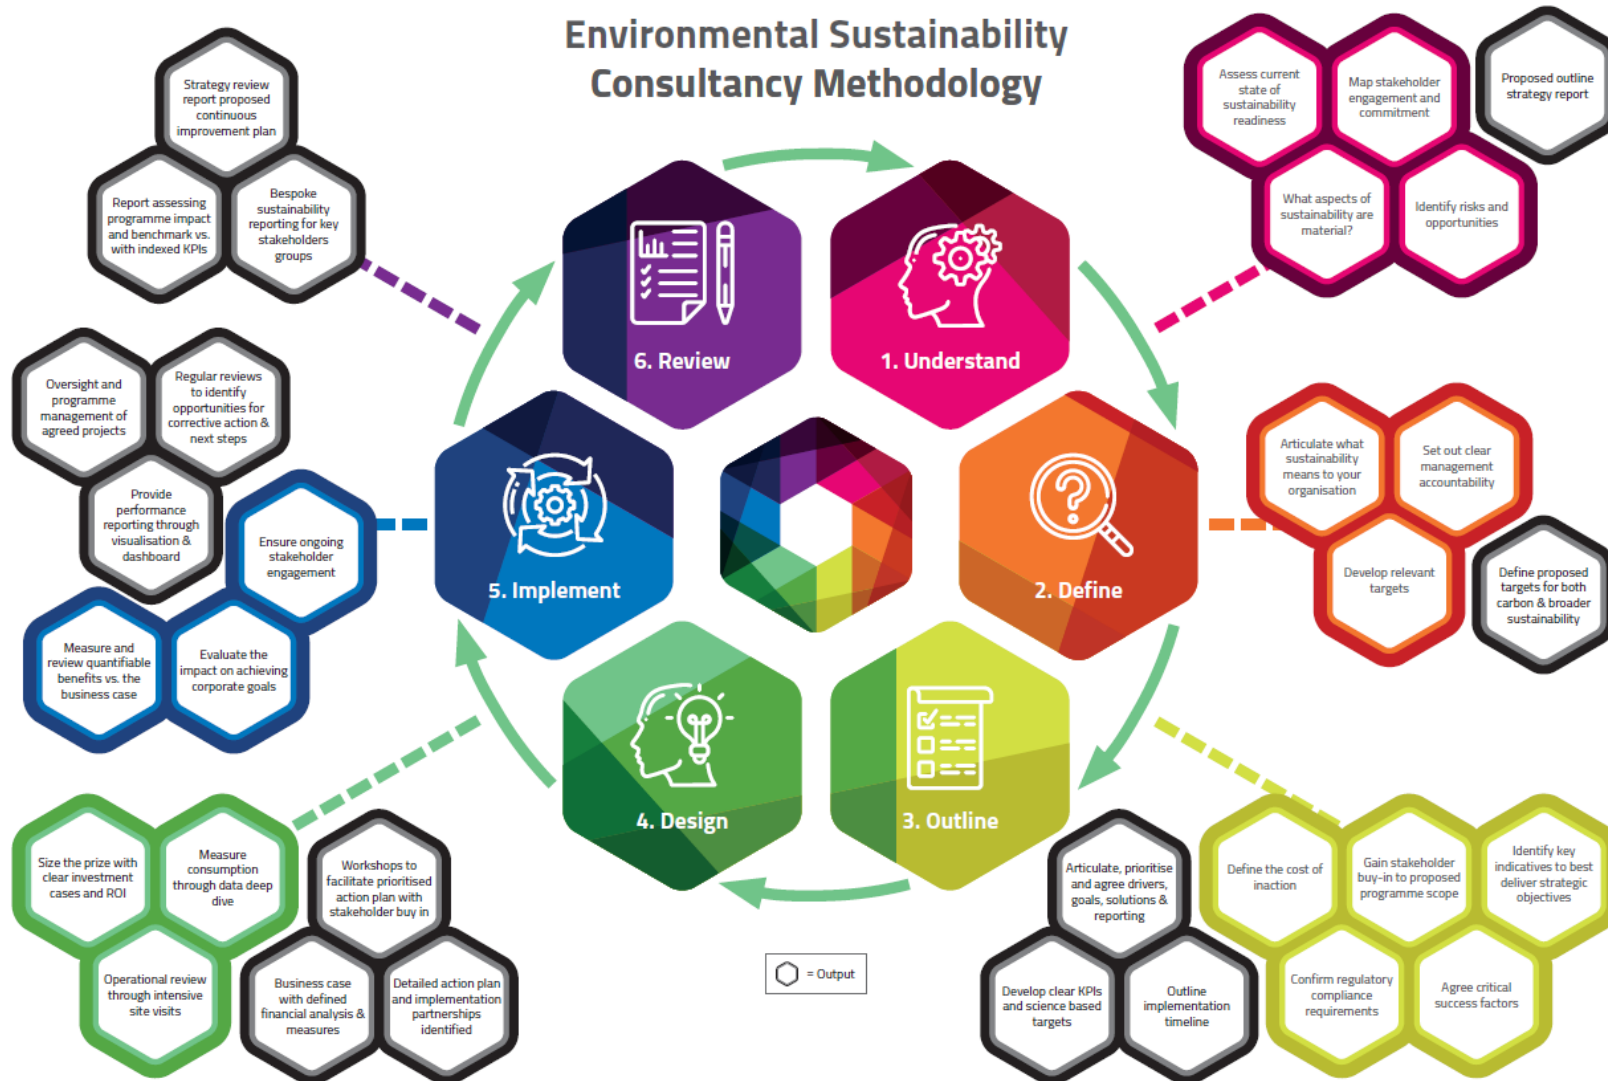 Environmental Sustainability
Consultancy Methodology
Strategy review
report proposed
continuous
improvement plan
Report assessing
programme impact
and benchmark vs.
with indexed KPIs
Bespoke
sustainability
reporting for key
stakeholders
groups
Assess current
state of
sustainability
readiness
Map stakeholder
engagement and
commitment
Proposed outline
strategy report
What aspects of
sustainability are
material?
Identify risks and
opportunities
6. Review
1. Understand
Oversight and
programme
management of
agreed projects
Regular reviews
to identify
opportunities for
corrective action &
next steps
Provide
performance
reporting through
visualisation &
dashboard
Ensure ongoing
stakeholder
engagement
Measure and
review quantifiable
benefits vs. the
business case
Evaluate the
impact on achieving
corporate goals
5. Implement
2. Define
Articulate what
sustainability
means to your
organisation
Set out clear
management
accountability
Develop relevant
targets
Define proposed
targets for both
carbon & broader
sustainability
4. Design
3. Outline
Size the prize with
clear investment
cases and ROI
Measure
consumption
through data deep
dive
Operational review
through intensive
site visits
Workshops to
facilitate prioritised
action plan with
stakeholder buy in
Business case
with defined
financial analysis &
measures
Detailed action plan
and implementation
partnerships
identified
= Output
Articulate, prioritise
and agree drivers,
goals, solutions &
reporting
Develop clear KPIs
and science based
targets
Outline
implementation
timeline
Define the cost of
inaction
Gain stakeholder
buy-in to proposed
programme scope
Identify key
indicatives to best
deliver strategic
objectives
Confirm regulatory
compliance
requirements
Agree critical
success factors